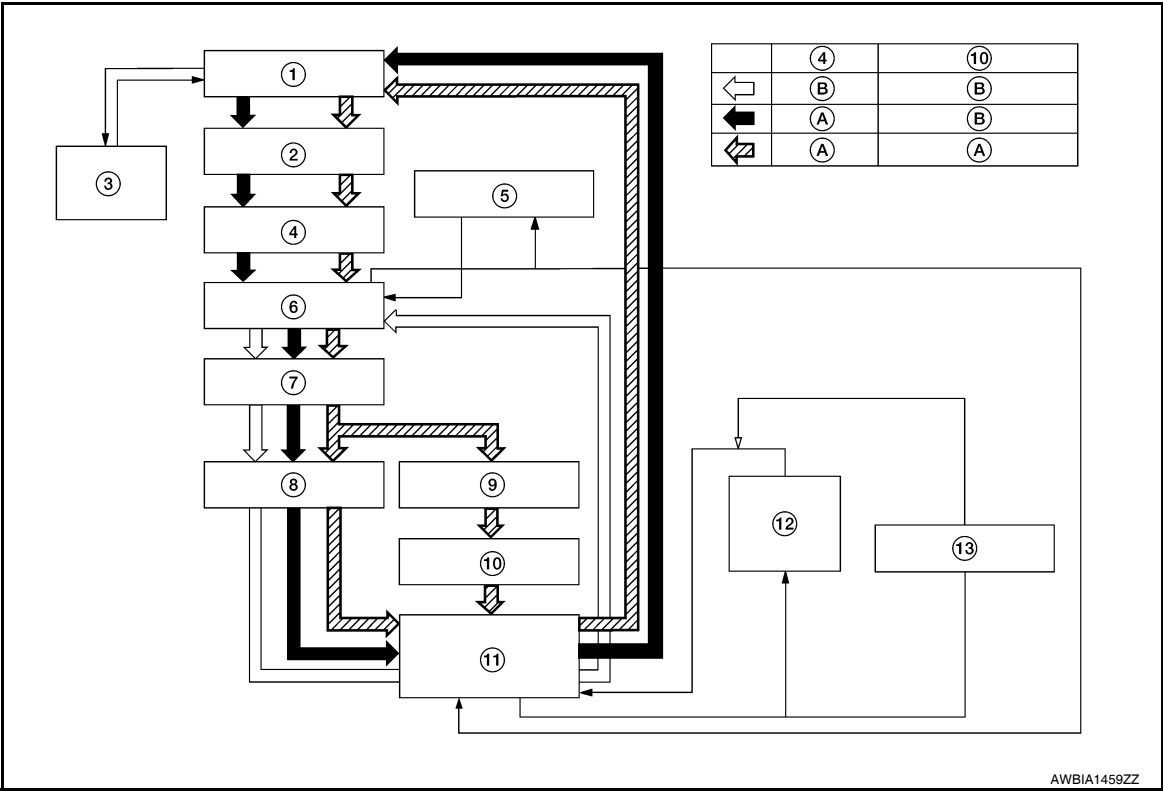 ① ④ ⑩
Ⓑ Ⓑ
② Ⓐ Ⓑ
③ Ⓐ Ⓐ
⑤
④
⑥
⑦
⑧ ⑨
⑫
⑩ ⑬
⑪
AWBIA1459ZZ